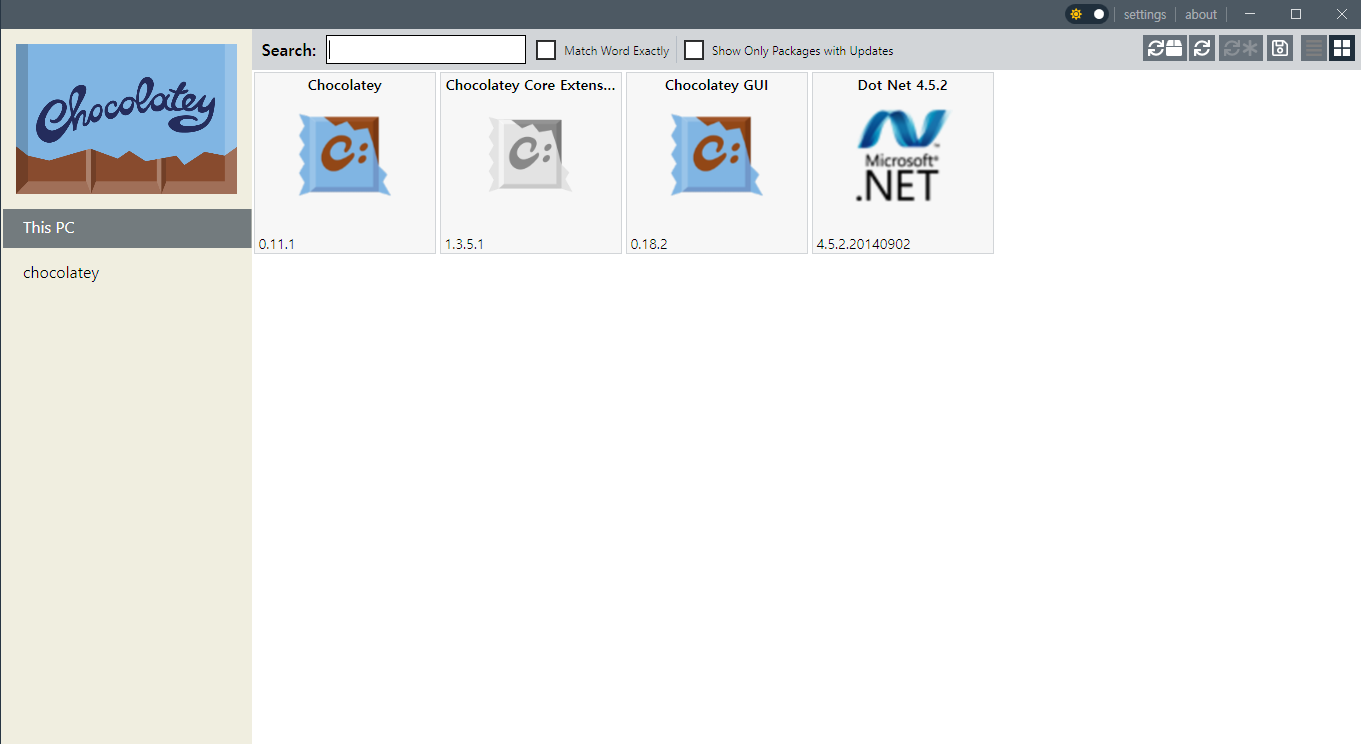 settings
about
Chocolatey
Search:
Match Word Exactly
Show Only Packages with Updates
This PC
chocolatey
Chocolatey
C:
0.11.1
Chocolatey Core Extens...
C:
1.3.5.1
Chocolatey GUI
C:
0.18.2
Dot Net 4.5.2
Microsoft®
.NET
4.5.2.20140902